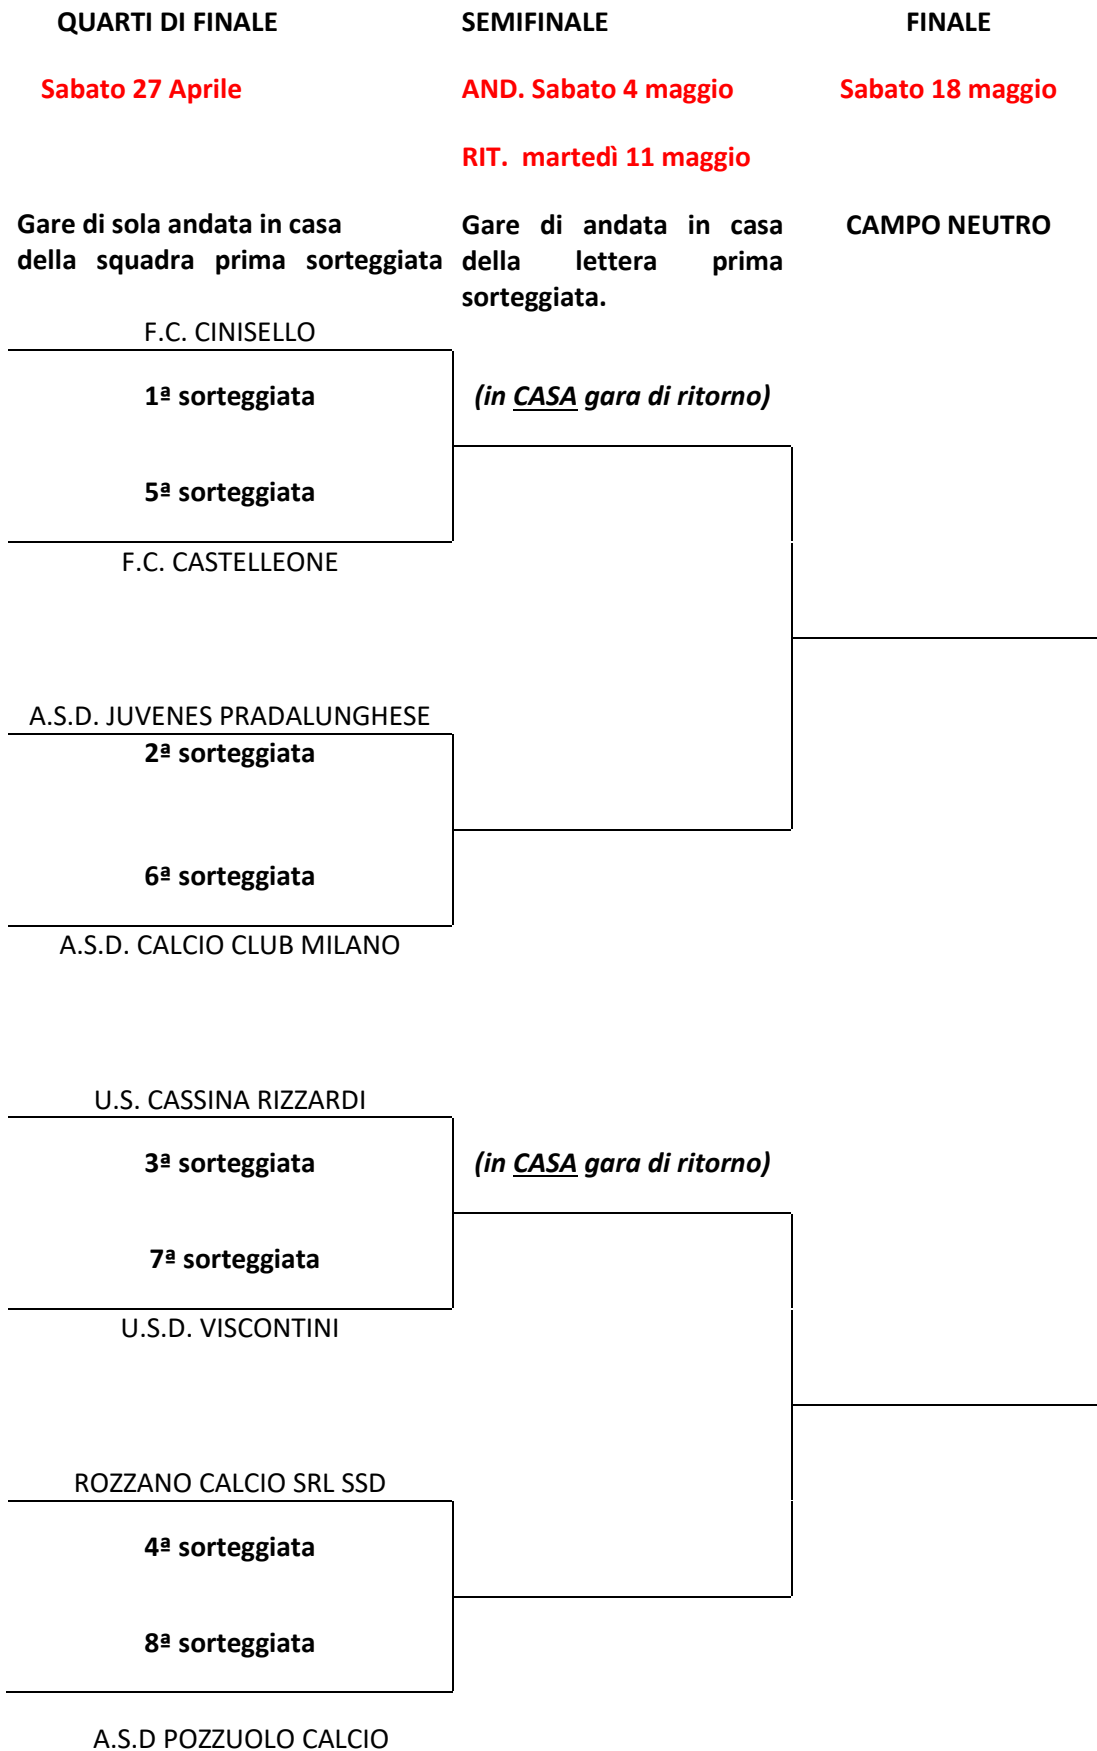 QUARTI DI FINALE
SEMIFINALE
FINALE
Sabato 27 Aprile
AND. Sabato 4 maggio
Sabato 18 maggio
RIT. martedì 11 maggio
Gare di sola andata in casa
della squadra prima sorteggiata
Gare di andata in casa
della lettera prima
sorteggiata.
CAMPO NEUTRO
F.C. CINISELLO
1ª sorteggiata
(in CASA gara di ritorno)
5ª sorteggiata
F.C. CASTELLEONE
A.S.D. JUVENES PRADALUNGHESE
2ª sorteggiata
6ª sorteggiata
A.S.D. CALCIO CLUB MILANO
U.S. CASSINA RIZZARDI
3ª sorteggiata
(in CASA gara di ritorno)
7ª sorteggiata
U.S.D. VISCONTINI
ROZZANO CALCIO SRL SSD
4ª sorteggiata
8ª sorteggiata
A.S.D POZZUOLO CALCIO